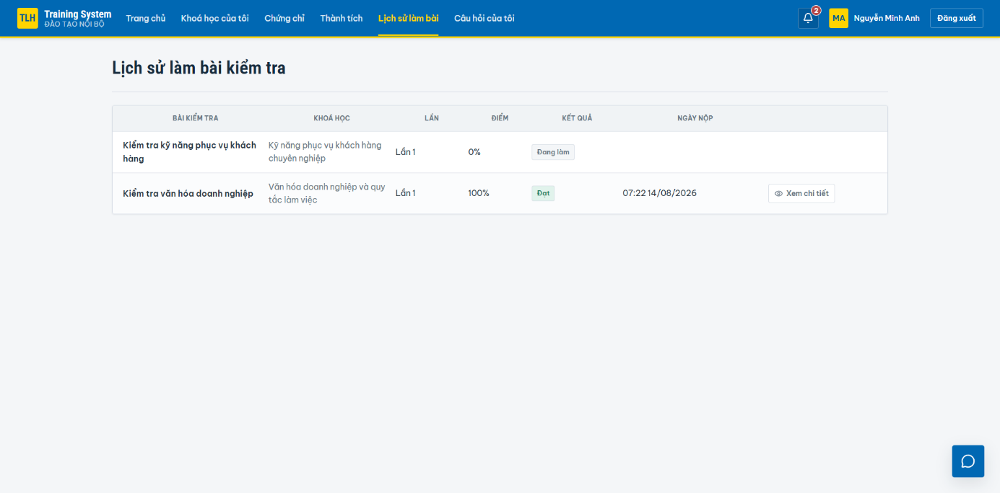 TLH
Training System
ĐÀO TẠO NỘI BỘ
Trang chủ
Khoá học của tôi
Chứng chỉ
Thành tích
Lịch sử làm bài
Câu hỏi của tôi
2
MA
Nguyễn Minh Anh
Đăng xuất
Lịch sử làm bài kiểm tra
BÀI KIỂM TRA
KHOÁ HỌC
LẦN
ĐIỂM
KẾT QUẢ
NGÀY NỘP
Kiểm tra kỹ năng phục vụ khách
hàng
Kỹ năng phục vụ khách hàng
chuyên nghiệp
Lần 1
0%
Đang làm
Kiểm tra văn hóa doanh nghiệp
Văn hóa doanh nghiệp và quy
tắc làm việc
Lần 1
100%
Đạt
07:22 14/08/2026
Xem chi tiết